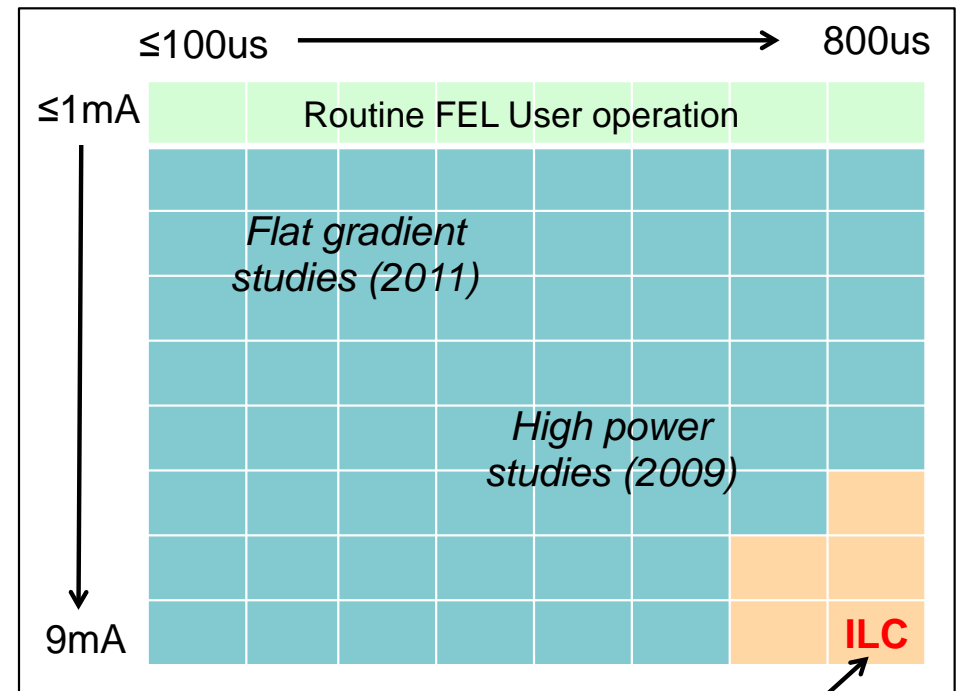 ≤100us 800us
≤1mA Routine FEL User operation
Flat gradient
studies (2011)
High power
studies (2009)
9mA ILC